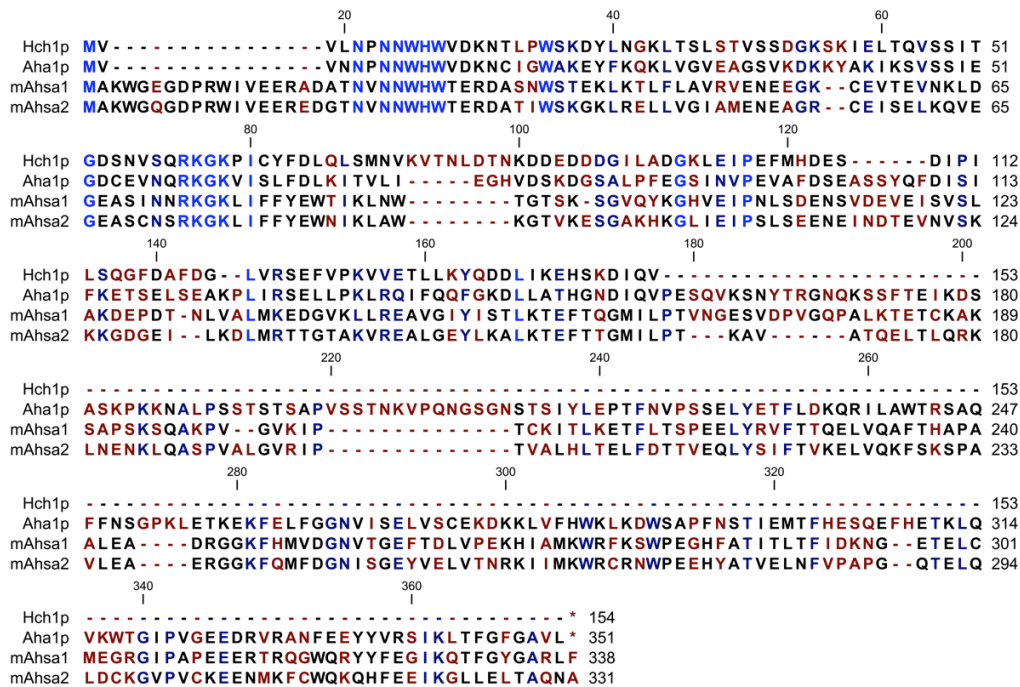 20 40 60
Hch1p MV----------------VLNPNNWHWVDKNTLPWSKDYLNGKLTSLSTVSSDGKSKIELTQVSSIT 51
Aha1p MV----------------VNNPNNWHWVDKNCIGWAKEYFKQKLVGVEAGSVKDKKYAKIKSVSSIE 51
mAhsa1 MAKWGEGDPRWIVEERADATNVNNWHWTERDASNWSTEKLKTLFLAVRVENEEGK--CEVTEVNKLD 65
mAhsa2 MAKWGQGDPRWIVEEREDGTNVNNWHWTERDATIWSKGKLRELLVGIAMENEAGR--CEISELKQVE 65
80 100 120
Hch1p GDSNVSQRKGKPICYFDLQLSMNVKVTNLDTNKDDEDDDGILADGKLEIPEFMHDES------DIPI 112
Aha1p GDCEVNQRKGKVISLFDLKITVLI-----EGHVDSKDGSALPFEGSINVPEVAFDSEASSYQFDISI 113
mAhsa1 GEASINNRKGKLIFFYEWTIKLNW--------TGTSK-SGVQYKGHVEIPNLSDENSVDEVEISVSL 123
mAhsa2 GEASCNSRKGKLIFFYEWNIKLAW--------KGTVKESGAKHKGLIEIPSLSEENEINDTEVNVSK 124
140 160 180 200
Hch1p LSQGFDAFDG--LVRSEFVPKVVETLLKYQDDLIKEHSKDIQV------------------------ 153
Aha1p FKETSELSEAKPLIRSELLPKLRQIFQQFGKDLLATHGNDIQVPESQVKSNYTRGNQKSSFTEIKDS 180
mAhsa1 AKDEPDT-NLVALMKEDGVKLLREAVGIYISTLKTEFTQGMILPTVNGESVDPVGQPALKTETCKAK 189
mAhsa2 KKGDGEI--LKDLMRTTGTAKVREALGEYLKALKTEFTTGMILPT---KAV------ATQELTLQRK 180
220 240 260
Hch1p ------------------------------------------------------------------- 153
Aha1p ASKPKKNALPSSTSTSAPVSSTNKVPQNGSGNSTSIYLEPTFNVPSSELYETFLDKQRILAWTRSAQ 247
mAhsa1 SAPSKSQAKPV--GVKIP--------------TCKITLKETFLTSPEELYRVFTTQELVQAFTHAPA 240
mAhsa2 LNENKLQASPVALGVRIP--------------TVALHLTELFDTTVEQLYSIFTVKELVQKFSKSPA 233
280 300 320
Hch1p ------------------------------------------------------------------- 153
Aha1p FFNSGPKLETKEKFELFGGNVISELVSCEKDKKLVFHWKLKDWSAPFNSTIEMTFHESQEFHETKLQ 314
mAhsa1 ALEA----DRGGKFHMVDGNVTGEFTDLVPEKHIAMKWRFKSWPEGHFATITLTFIDKNG--ETELC 301
mAhsa2 VLEA----ERGGKFQMFDGNISGEYVELVTNRKIIMKWRCRNWPEEHYATVELNFVPAPG--QTELQ 294
340 360
Hch1p ------------------------------------* 154
Aha1p VKWTGIPVGEEDRVRANFEEYYVRSIKLTFGFGAVL* 351
mAhsa1 MEGRGIPAPEEERTRQGWQRYYFEGIKQTFGYGARLF 338
mAhsa2 LDCKGVPVCKEENMKFCWQKQHFEEIKGLLELTAQNA 331